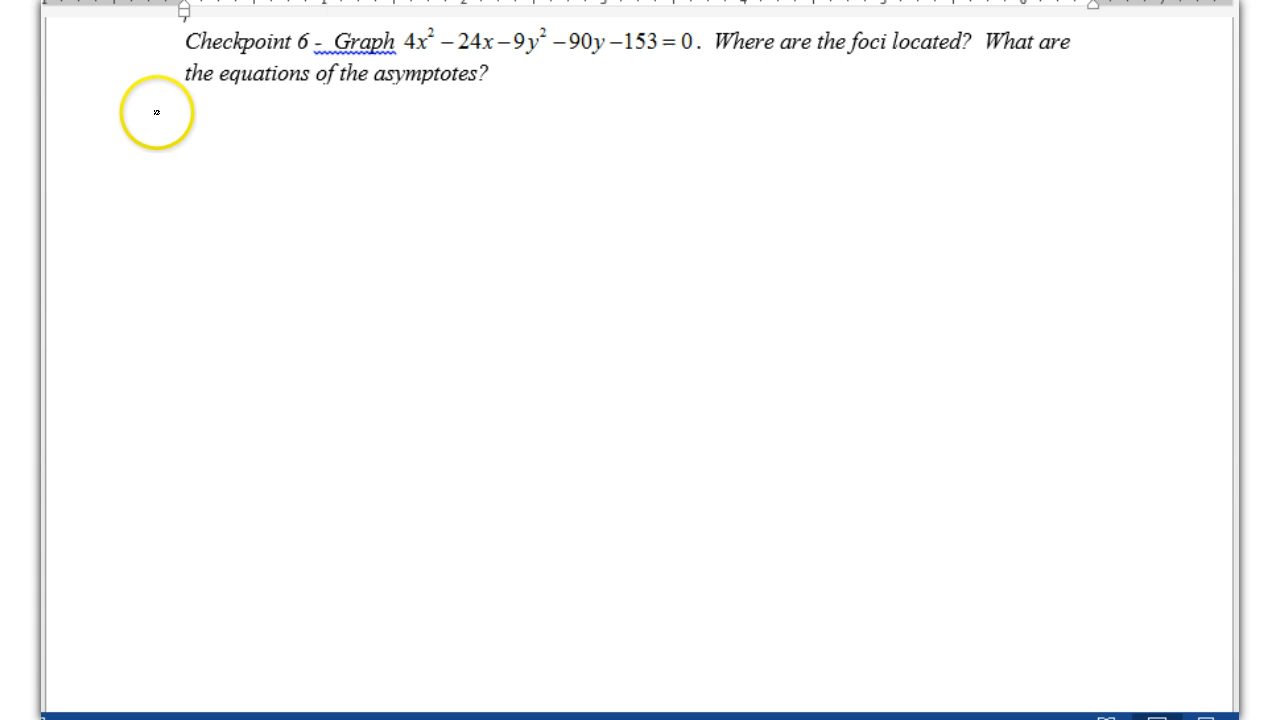 Checkpoint 6 - Graph 4x² − 24x − 9y² − 90y − 153 = 0. Where are the foci located? What are
the equations of the asymptotes?